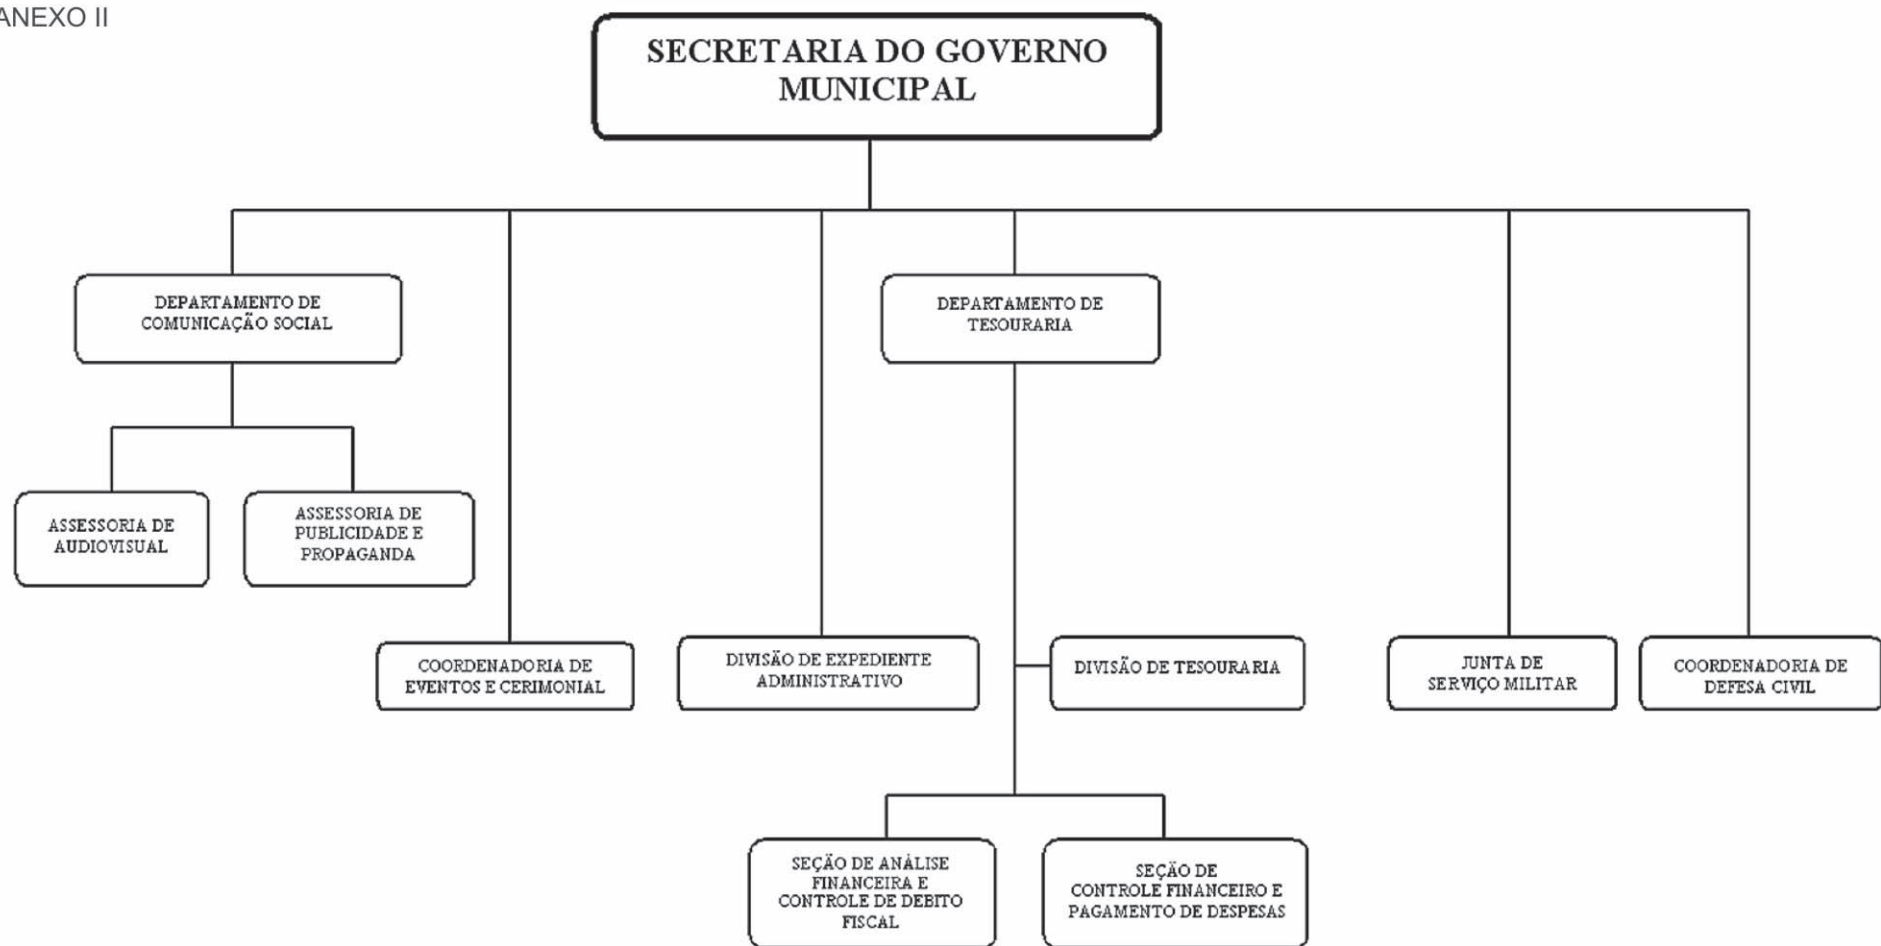 ANEXO II
SECRETARIA DO GOVERNO
MUNICIPAL
DEPARTAMENTO DE
COMUNICAÇÃO SOCIAL
DEPARTAMENTO DE
TESOURARIA
ASSESSORIA DE
AUDIOVISUAL
ASSESSORIA DE
PUBLICIDADE E
PROPAGANDA
COORDENADORIA DE
EVENTOS E CERIMONIAL
DIVISÃO DE EXPEDIENTE
ADMINISTRATIVO
DIVISÃO DE TESOURARIA
JUNTA DE
SERVIÇO MILITAR
COORDENADORIA DE
DEFESA CIVIL
SEÇÃO DE ANÁLISE
FINANCEIRA E
CONTROLE DE DEBITO
FISCAL
SEÇÃO DE
CONTROLE FINANCEIRO E
PAGAMENTO DE DESPESAS